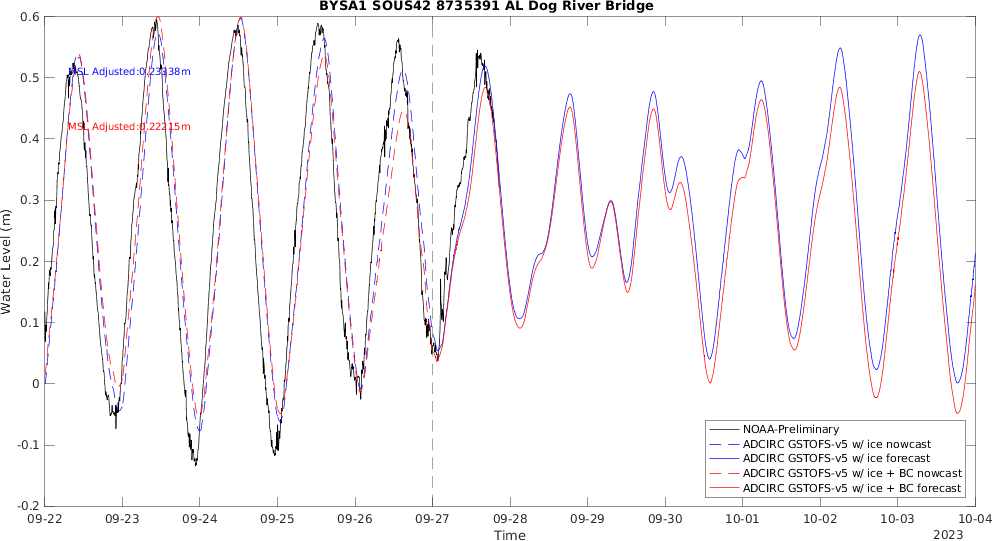 BYSA1 SOUS42 8735391 AL Dog River Bridge
0.6
0.5
0.4
0.3
0.2
0.1
0
-0.1
-0.2
Water Level (m)
MSL Adjusted:0.23338m
MSL Adjusted:0.22215m
NOAA-Preliminary
ADCIRC GSTOFS-v5 w/ ice nowcast
ADCIRC GSTOFS-v5 w/ ice forecast
ADCIRC GSTOFS-v5 w/ ice + BC nowcast
ADCIRC GSTOFS-v5 w/ ice + BC forecast
09-22 09-23 09-24 09-25 09-26 09-27 09-28 09-29 09-30 10-01 10-02 10-03 10-04
Time
2023